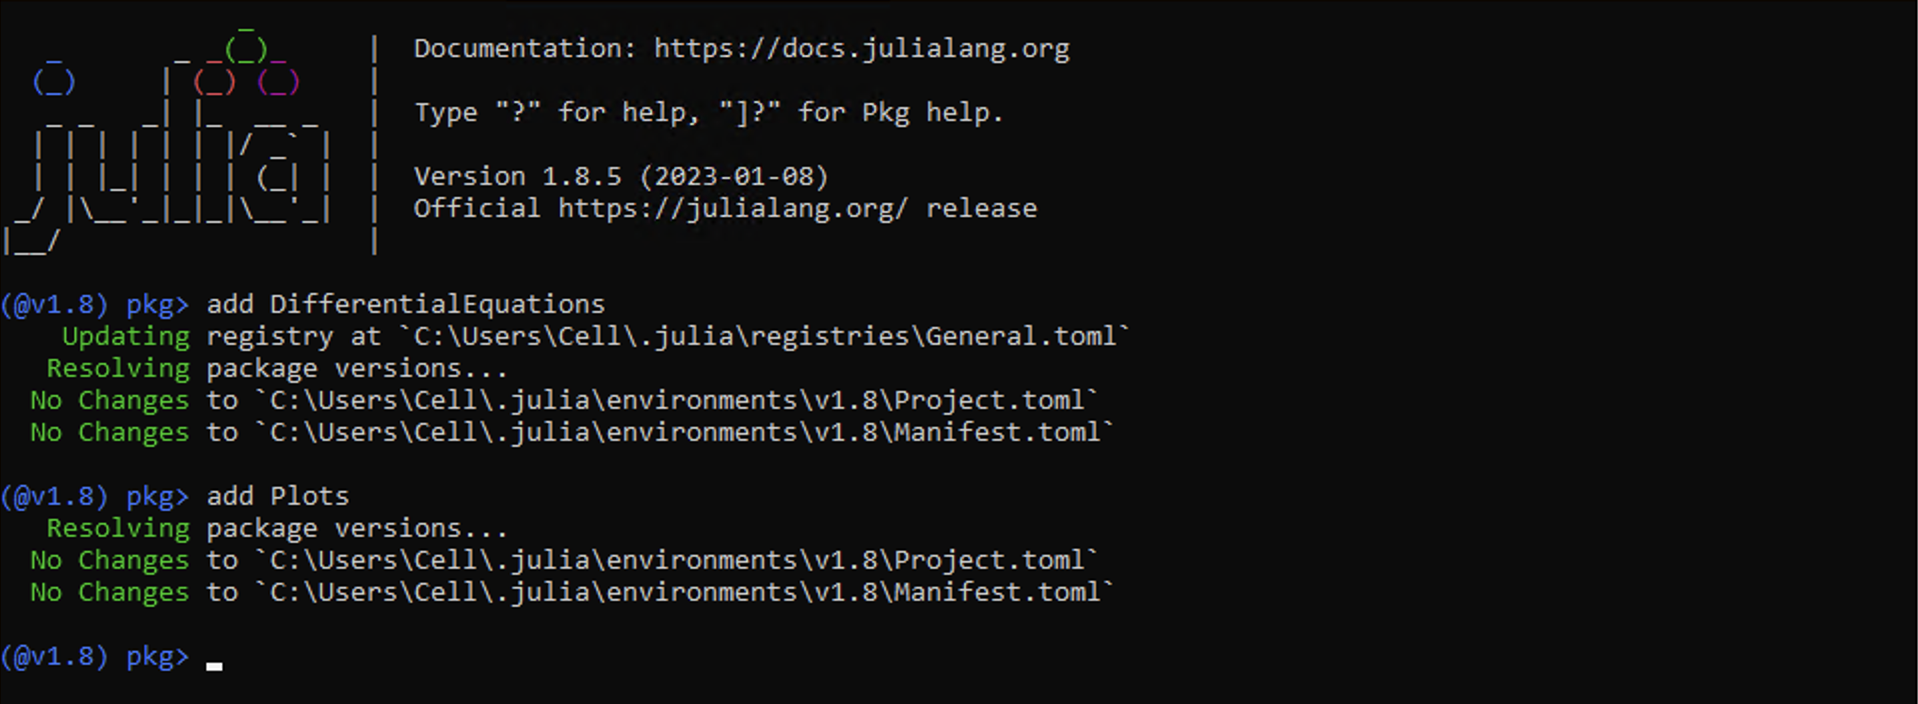 Documentation: https://docs.julialang.org
Type "?" for help, "]?" for Pkg help.
julia
Version 1.8.5 (2023-01-08)
Official https://julialang.org/ release
(@v1.8) pkg> add DifferentialEquations
Updating registry at `C:\Users\Cell\.julia\registries\General.toml`
Resolving package versions...
No Changes to `C:\Users\Cell\.julia\environments\v1.8\Project.toml`
No Changes to `C:\Users\Cell\.julia\environments\v1.8\Manifest.toml`
(@v1.8) pkg> add Plots
Resolving package versions...
No Changes to `C:\Users\Cell\.julia\environments\v1.8\Project.toml`
No Changes to `C:\Users\Cell\.julia\environments\v1.8\Manifest.toml`
(@v1.8) pkg>